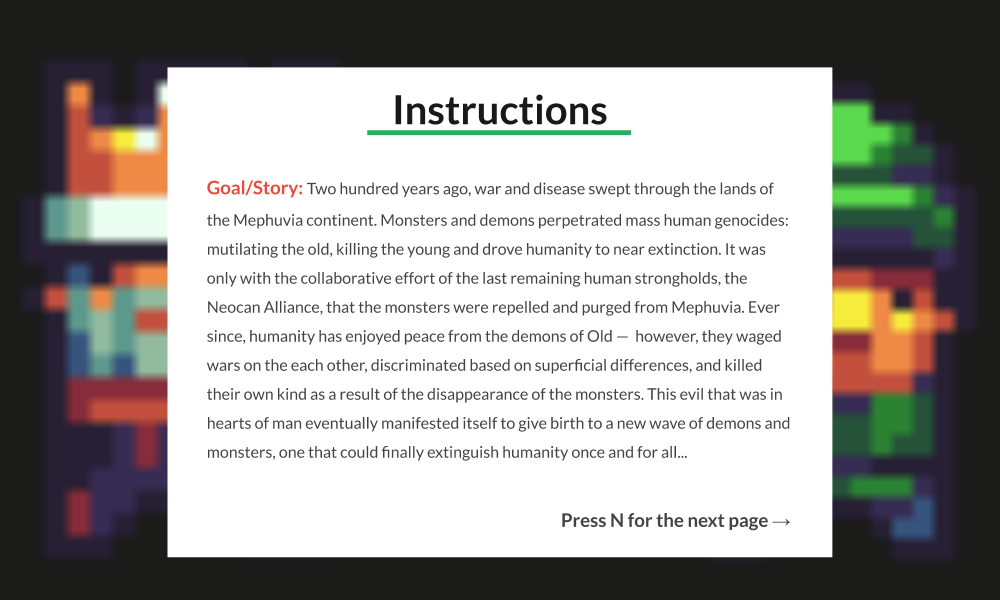 Instructions
Goal/Story: Two hundred years ago, war and disease swept through the lands of
the Mephuvia continent. Monsters and demons perpetrated mass human genocides:
mutilating the old, killing the young and drove humanity to near extinction. It was
only with the collaborative effort of the last remaining human strongholds, the
Neocan Alliance, that the monsters were repelled and purged from Mephuvia. Ever
since, humanity has enjoyed peace from the demons of Old — however, they waged
wars on the each other, discriminated based on superficial differences, and killed
their own kind as a result of the disappearance of the monsters. This evil that was in
hearts of man eventually manifested itself to give birth to a new wave of demons and
monsters, one that could finally extinguish humanity once and for all...
Press N for the next page →